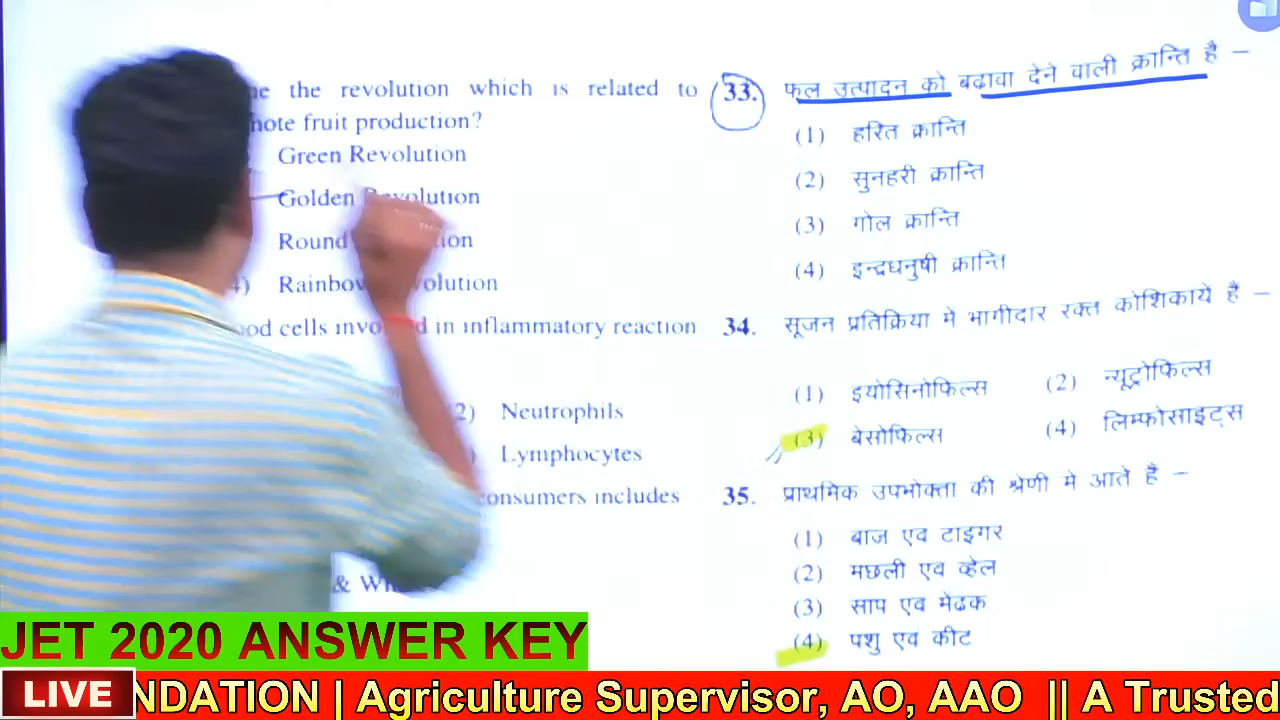 the revolution which is related to
fruit production?
Green Revolution
Golden Revolution
Round
Rainbow
cells in inflammatory reaction
2) Neutrophils
Lymphocytes
consumers includes
&
33. फल उत्पादन को बढावा देने वाली क्रान्ति है –
(1) हरित क्रान्ति
(2) सुनहरी क्रान्ति
(3) गोल क्रान्ति
(4) इन्द्रधनुषी क्रान्ति
34. सूजन प्रतिक्रिया मे भागीदार रक्त कोशिकाये है –
(1) इयोसिनोफिल्स (2) न्यूट्रोफिल्स
(3) बेसोफिल्स (4) लिम्फोसाइट्स
35. प्राथमिक उपभोक्ता की श्रेणी मे आते है –
(1) बाज एव टाइगर
(2) मछली एव व्हेल
(3) साप एव मेढक
(4) पशु एव कीट
JET 2020 ANSWER KEY
LIVE NDATION | Agriculture Supervisor, AO, AAO || A Trusted